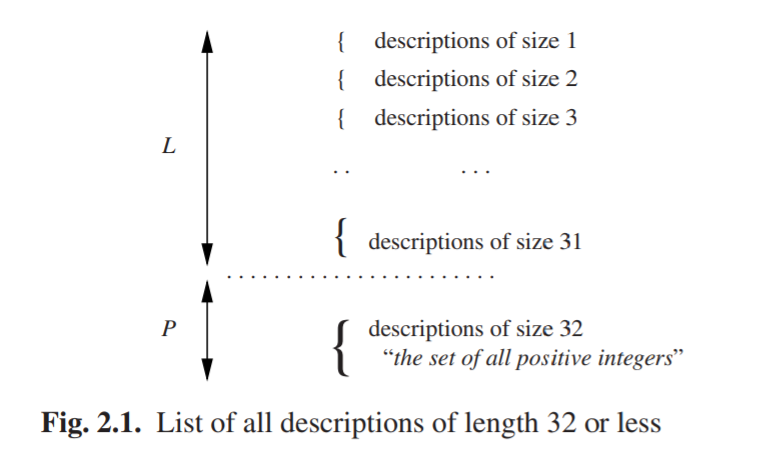 { descriptions of size 1
{ descriptions of size 2
{ descriptions of size 3
L
. . . . .
{ descriptions of size 31
. . . . . . . . . . . . . . . . . . . . . . .
P
{ descriptions of size 32
“the set of all positive integers”
Fig. 2.1. List of all descriptions of length 32 or less